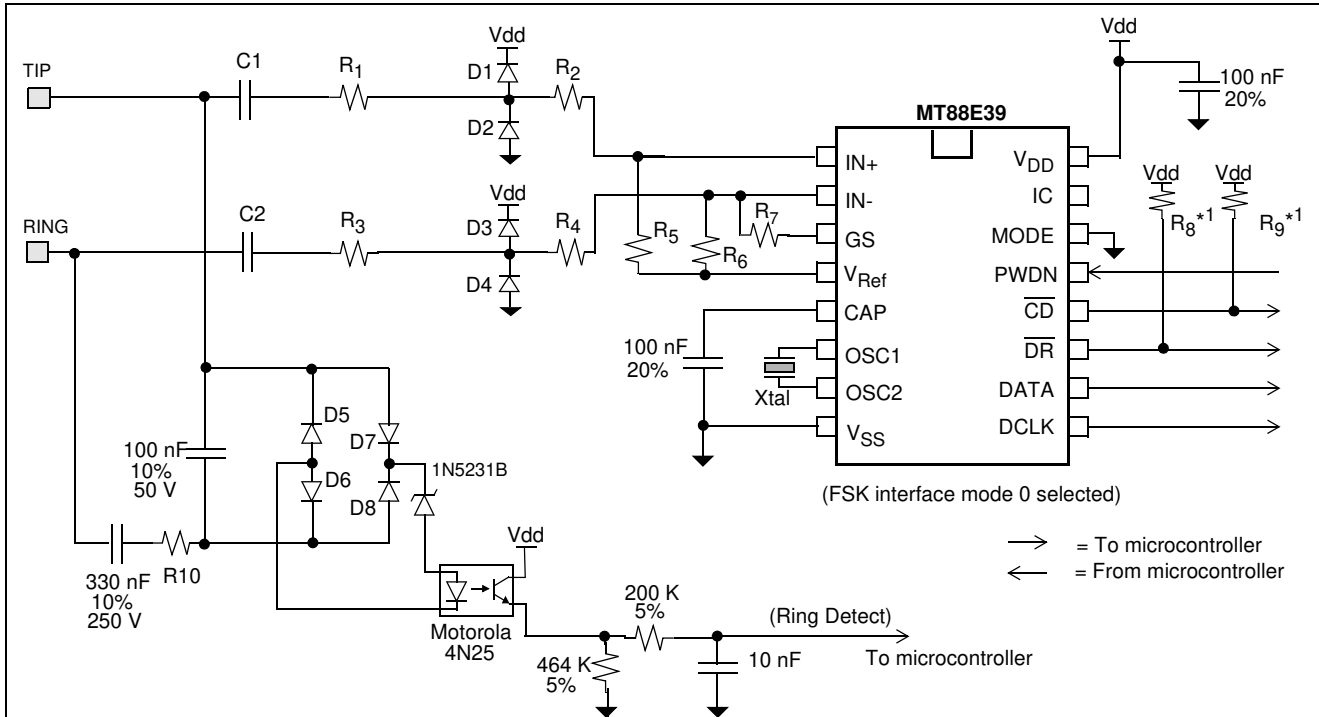 TIP
C1
R1
Vdd
D1
D2
R2
RING
C2
R3
Vdd
D3
D4
R4
R5
R6
R7
MT88E39
IN+
IN-
GS
VRef
CAP
OSC1
OSC2
VSS
VDD
IC
MODE
PWDN
CD
DR
DATA
DCLK
Vdd
100 nF
20%
Vdd
R8*1
Vdd
R9*1
100 nF
20%
Xtal
(FSK interface mode 0 selected)
= To microcontroller
= From microcontroller
D5
D6
D7
D8
100 nF
10%
50 V
1N5231B
330 nF
10%
250 V
R10
Vdd
Motorola
4N25
200 K
5%
464 K
5%
10 nF
(Ring Detect)
To microcontroller